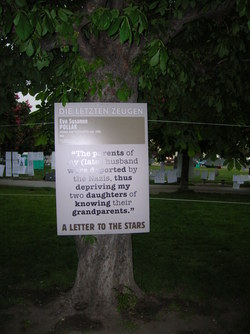 DIE LETZTEN ZEUGEN
Eva Suzanne
POLLAK
"The parents of
my (late) husband
were deported by
the Nazis, thus
depriving my
two daughters of
knowing their
grandparents."
A LETTER TO THE STARS